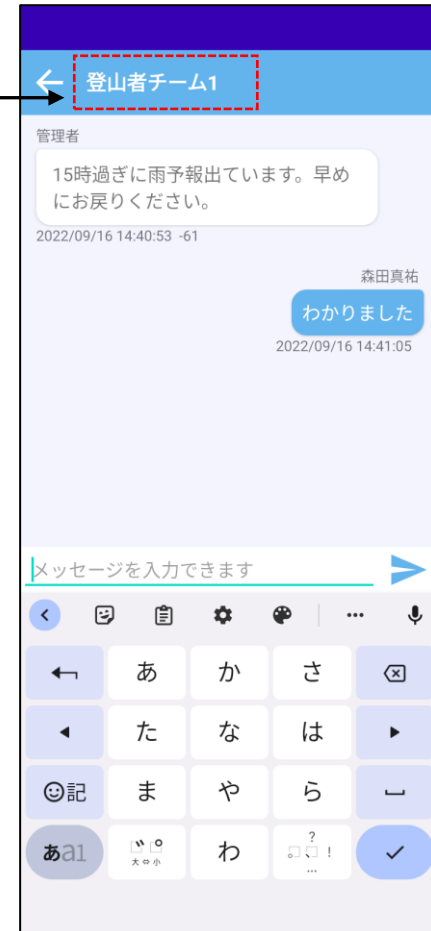 登山者チーム1
管理者
15時過ぎに雨予報出ています。早め
にお戻りください。
2022/09/16 14:40:53 -61
森田真祐
わかりました
2022/09/16 14:41:05
メッセージを入力できます
あ
か
さ
た
な
は
記
ま
や
ら
あa1
大⇔小
わ
。、?!…